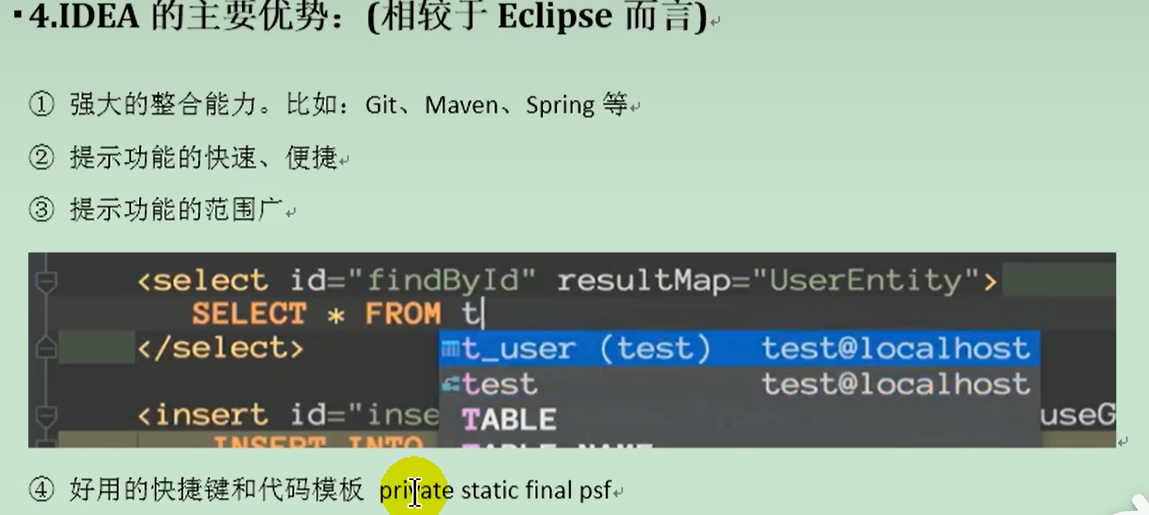 ▪4.IDEA 的主要优势：(相较于 Eclipse 而言)
① 强大的整合能力。比如：Git、Maven、Spring 等
② 提示功能的快速、便捷
③ 提示功能的范围广
<select id="findById" resultMap="UserEntity">
SELECT * FROM t
</select>
t_user (test) test@localhost
test test@localhost
<insert id="inse
TABLE
useG
INSERT INTO
TABLE_NAME
④ 好用的快捷键和代码模板 private static final psf